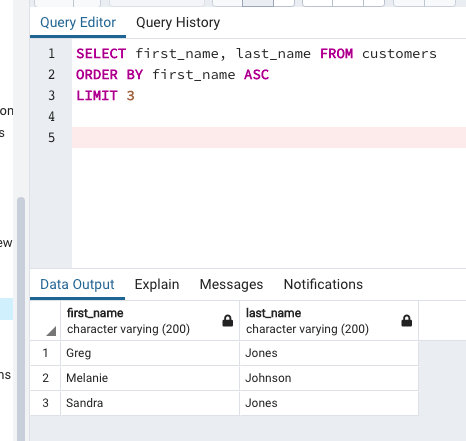 Query Editor Query History
1 SELECT first_name, last_name FROM customers
2 ORDER BY first_name ASC
3 LIMIT 3
4
5
on
s
ew
ns
Data Output Explain Messages Notifications
first_name last_name
character varying (200) character varying (200)
1 Greg Jones
2 Melanie Johnson
3 Sandra Jones